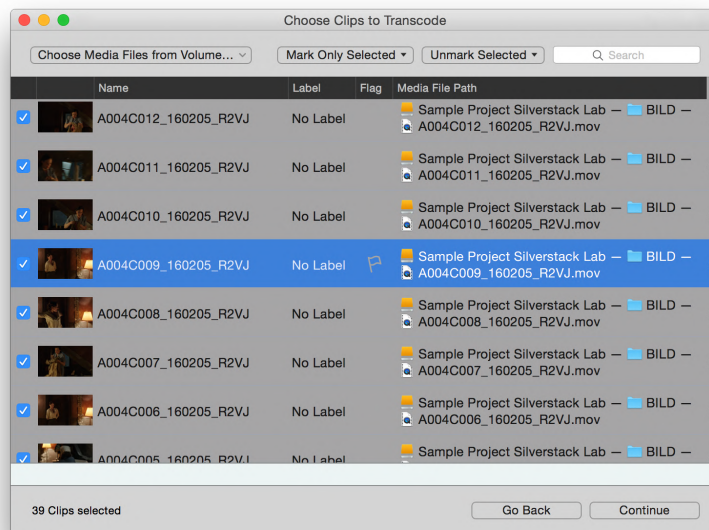 Choose Clips to Transcode
Choose Media Files from Volume... Mark Only Selected Unmark Selected Search
Name Label Flag Media File Path
A004C012_160205_R2VJ No Label Sample Project Silverstack Lab — BILD —
A004C012_160205_R2VJ.mov
A004C011_160205_R2VJ No Label Sample Project Silverstack Lab — BILD —
A004C011_160205_R2VJ.mov
A004C010_160205_R2VJ No Label Sample Project Silverstack Lab — BILD —
A004C010_160205_R2VJ.mov
A004C009_160205_R2VJ No Label Sample Project Silverstack Lab — BILD —
A004C009_160205_R2VJ.mov
A004C008_160205_R2VJ No Label Sample Project Silverstack Lab — BILD —
A004C008_160205_R2VJ.mov
A004C007_160205_R2VJ No Label Sample Project Silverstack Lab — BILD —
A004C007_160205_R2VJ.mov
A004C006_160205_R2VJ No Label Sample Project Silverstack Lab — BILD —
A004C006_160205_R2VJ.mov
A004C005_160205_R2VJ No Label Sample Project Silverstack Lab — BILD —
39 Clips selected Go Back Continue